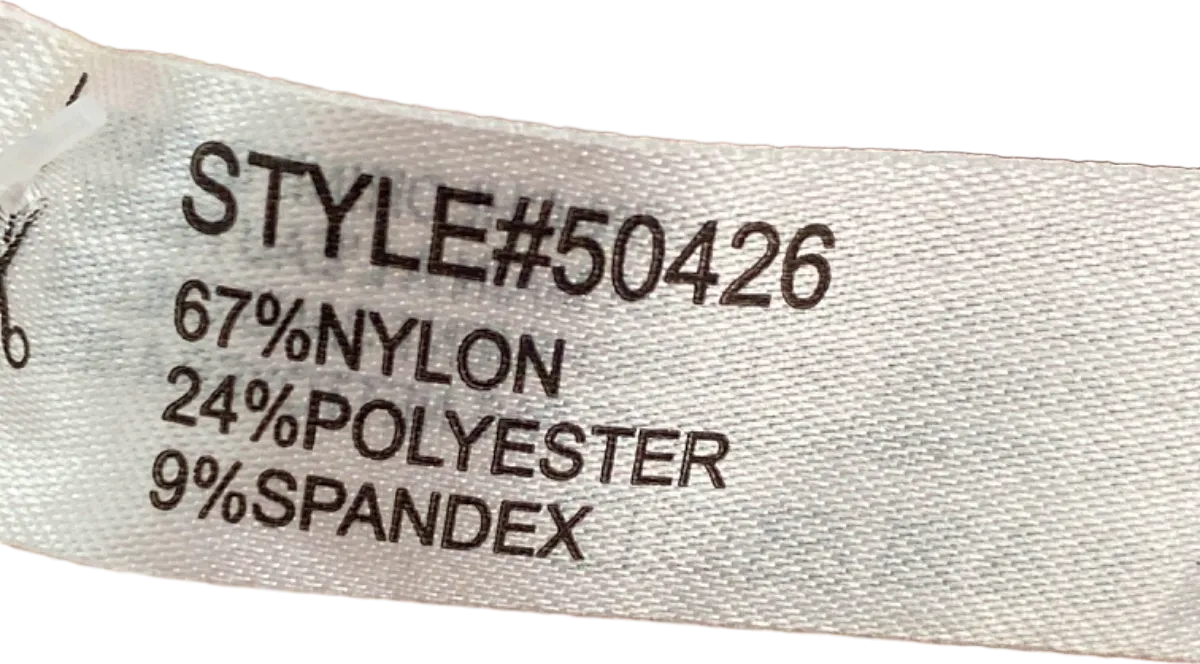 STYLE#50426
67%NYLON
24%POLYESTER
9%SPANDEX